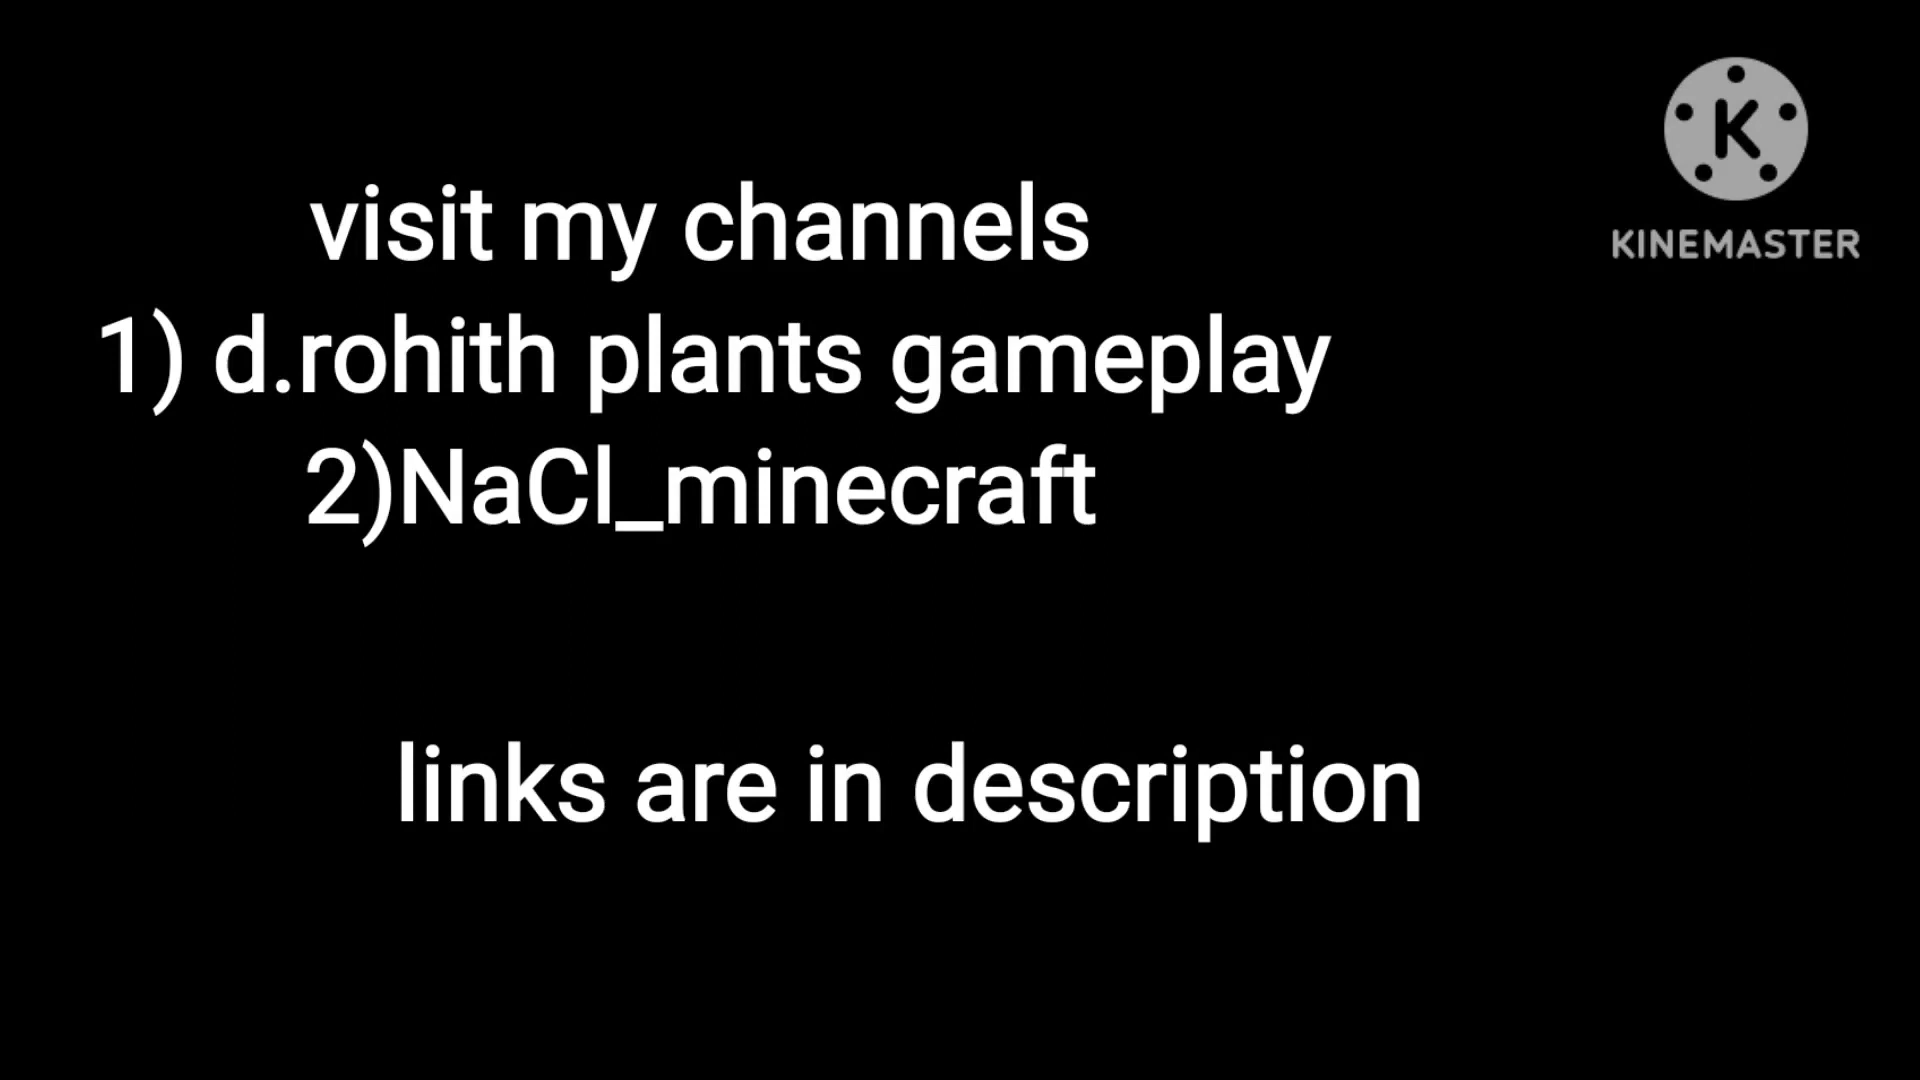 visit my channels
1) d.rohith plants gameplay
2)NaCl_minecraft
links are in description
K
KINEMASTER